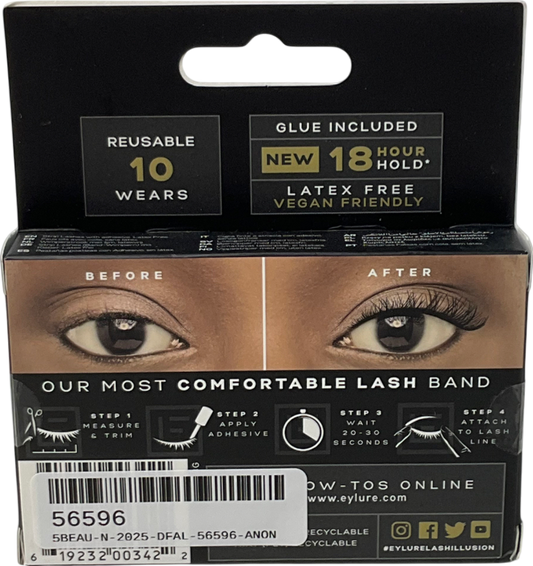 REUSABLE
10
WEARS
GLUE INCLUDED
NEW 18 HOUR HOLD*
LATEX FREE
VEGAN FRIENDLY
BEFORE
AFTER
OUR MOST COMFORTABLE LASH BAND
STEP 1
MEASURE
& TRIM
STEP 2
APPLY
ADHESIVE
STEP 3
WAIT
20-30
SECONDS
STEP 4
ATTACH
TO LASH
LINE
OW-TOS ONLINE
www.eylure.com
RECYCLABLE
RECYCLABLE
#EYLURELASHILLUSION
56596
5BEAU-N-2025-DFAL-56596-ANON
6 19232 00342 2